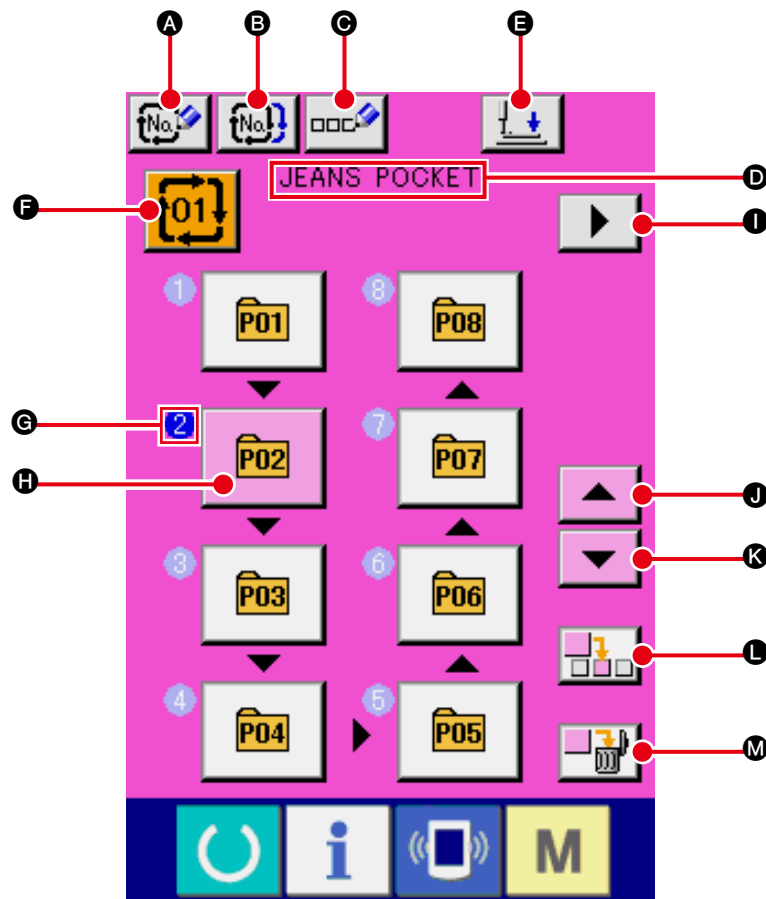 A B C E
No. No.
JEANS POCKET D
F 01 I
1 P01 8 P08
G 2 P02 7 P07
H J
K
3 P03 6 P06
L
4 P04 5 P05
M
i M